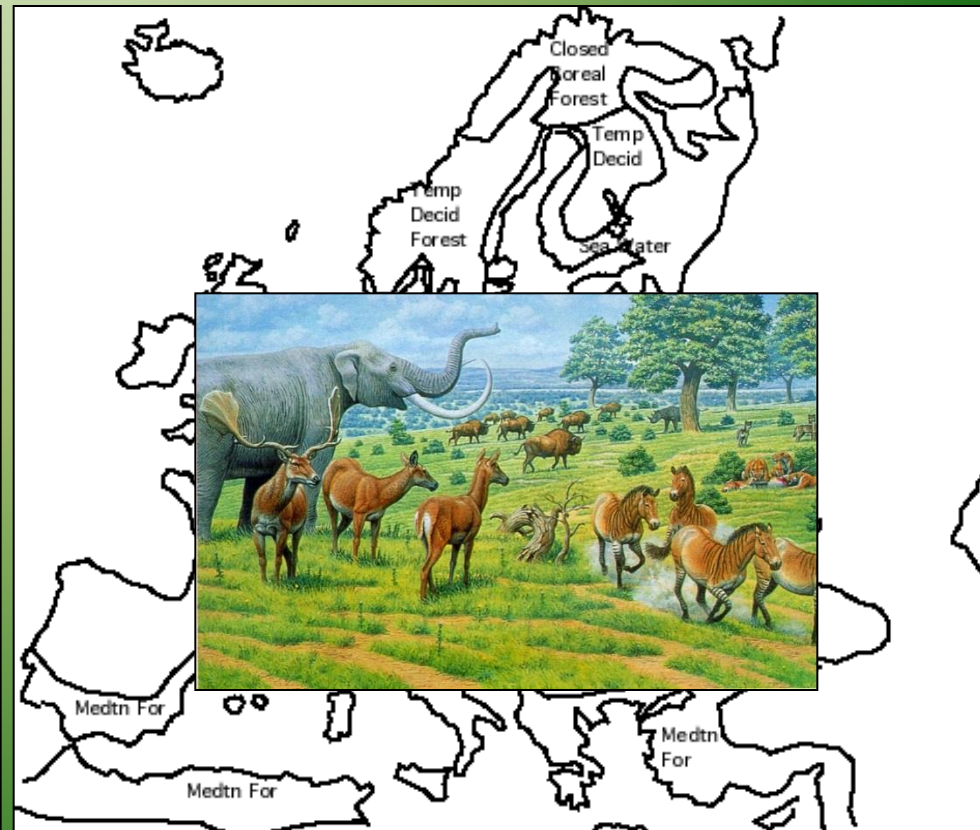 Closed
Boreal
Forest
Temp
Decid
Temp
Decid
Forest
Sea Water
Medtn For
Medtn
For
Medtn For